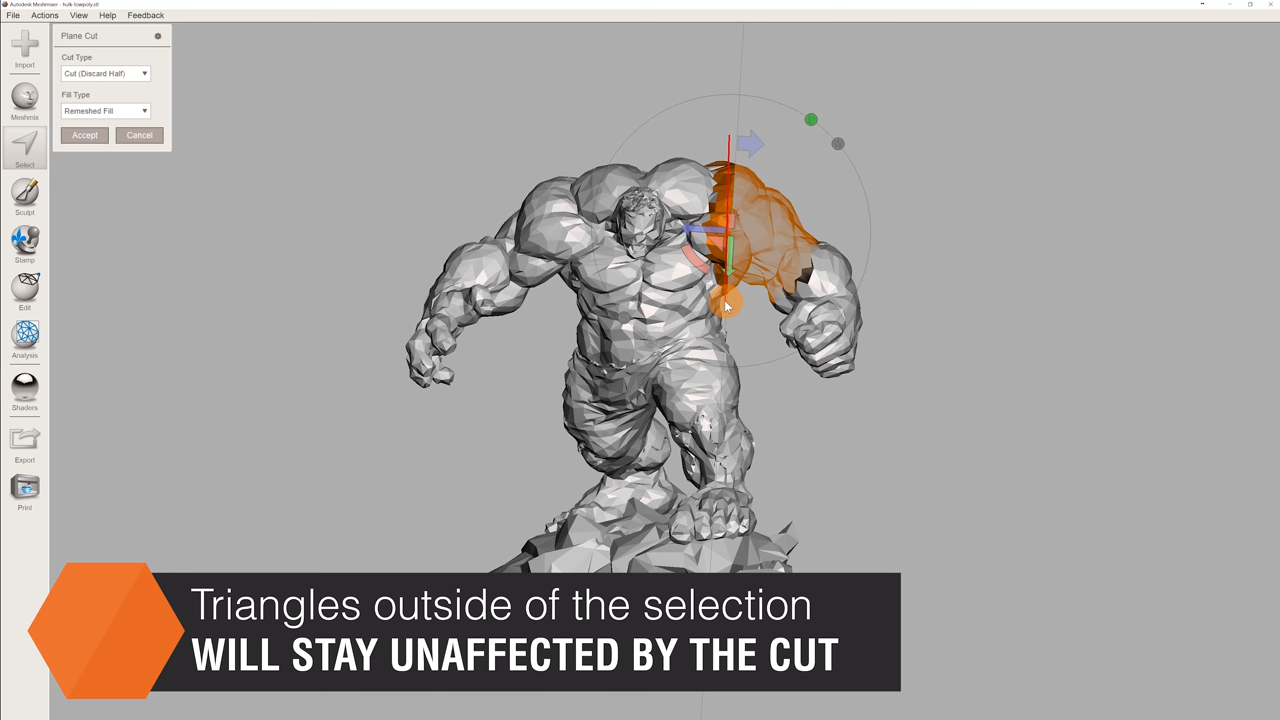 Autodesk Meshmixer - hulk-lowpoly.stl
File Actions View Help Feedback
Import
Meshmix
Select
Sculpt
Stamp
Edit
Analysis
Shaders
Export
Print
Plane Cut
Cut Type
Cut (Discard Half)
Fill Type
Remeshed Fill
Accept Cancel
Triangles outside of the selection
WILL STAY UNAFFECTED BY THE CUT